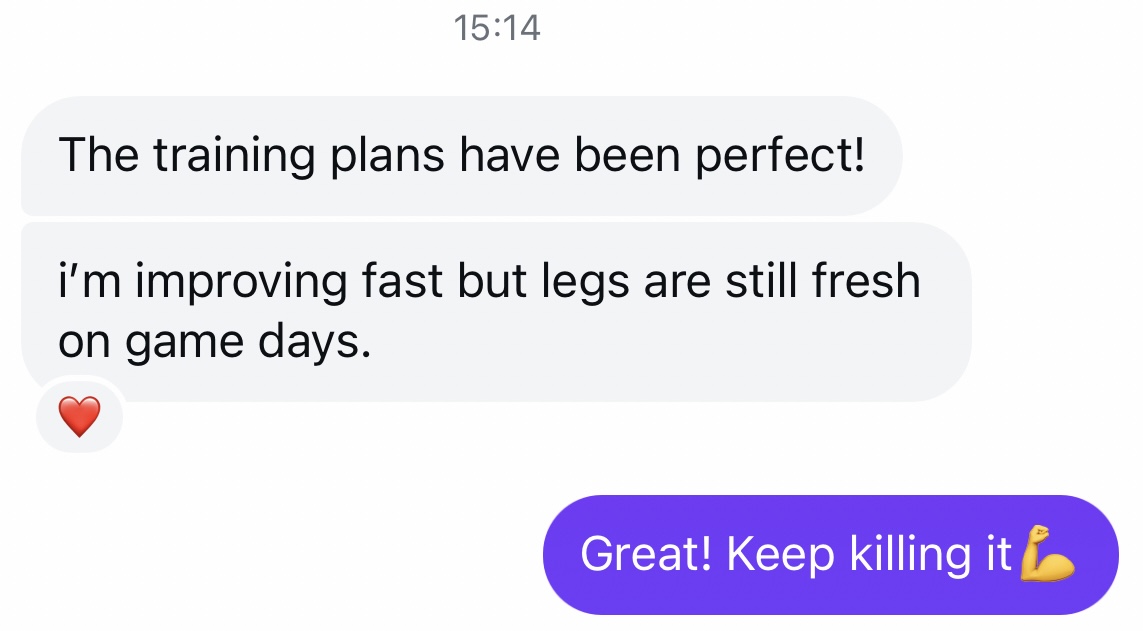 15:14
The training plans have been perfect!
i’m improving fast but legs are still fresh
on game days.
❤️
Great! Keep killing it💪